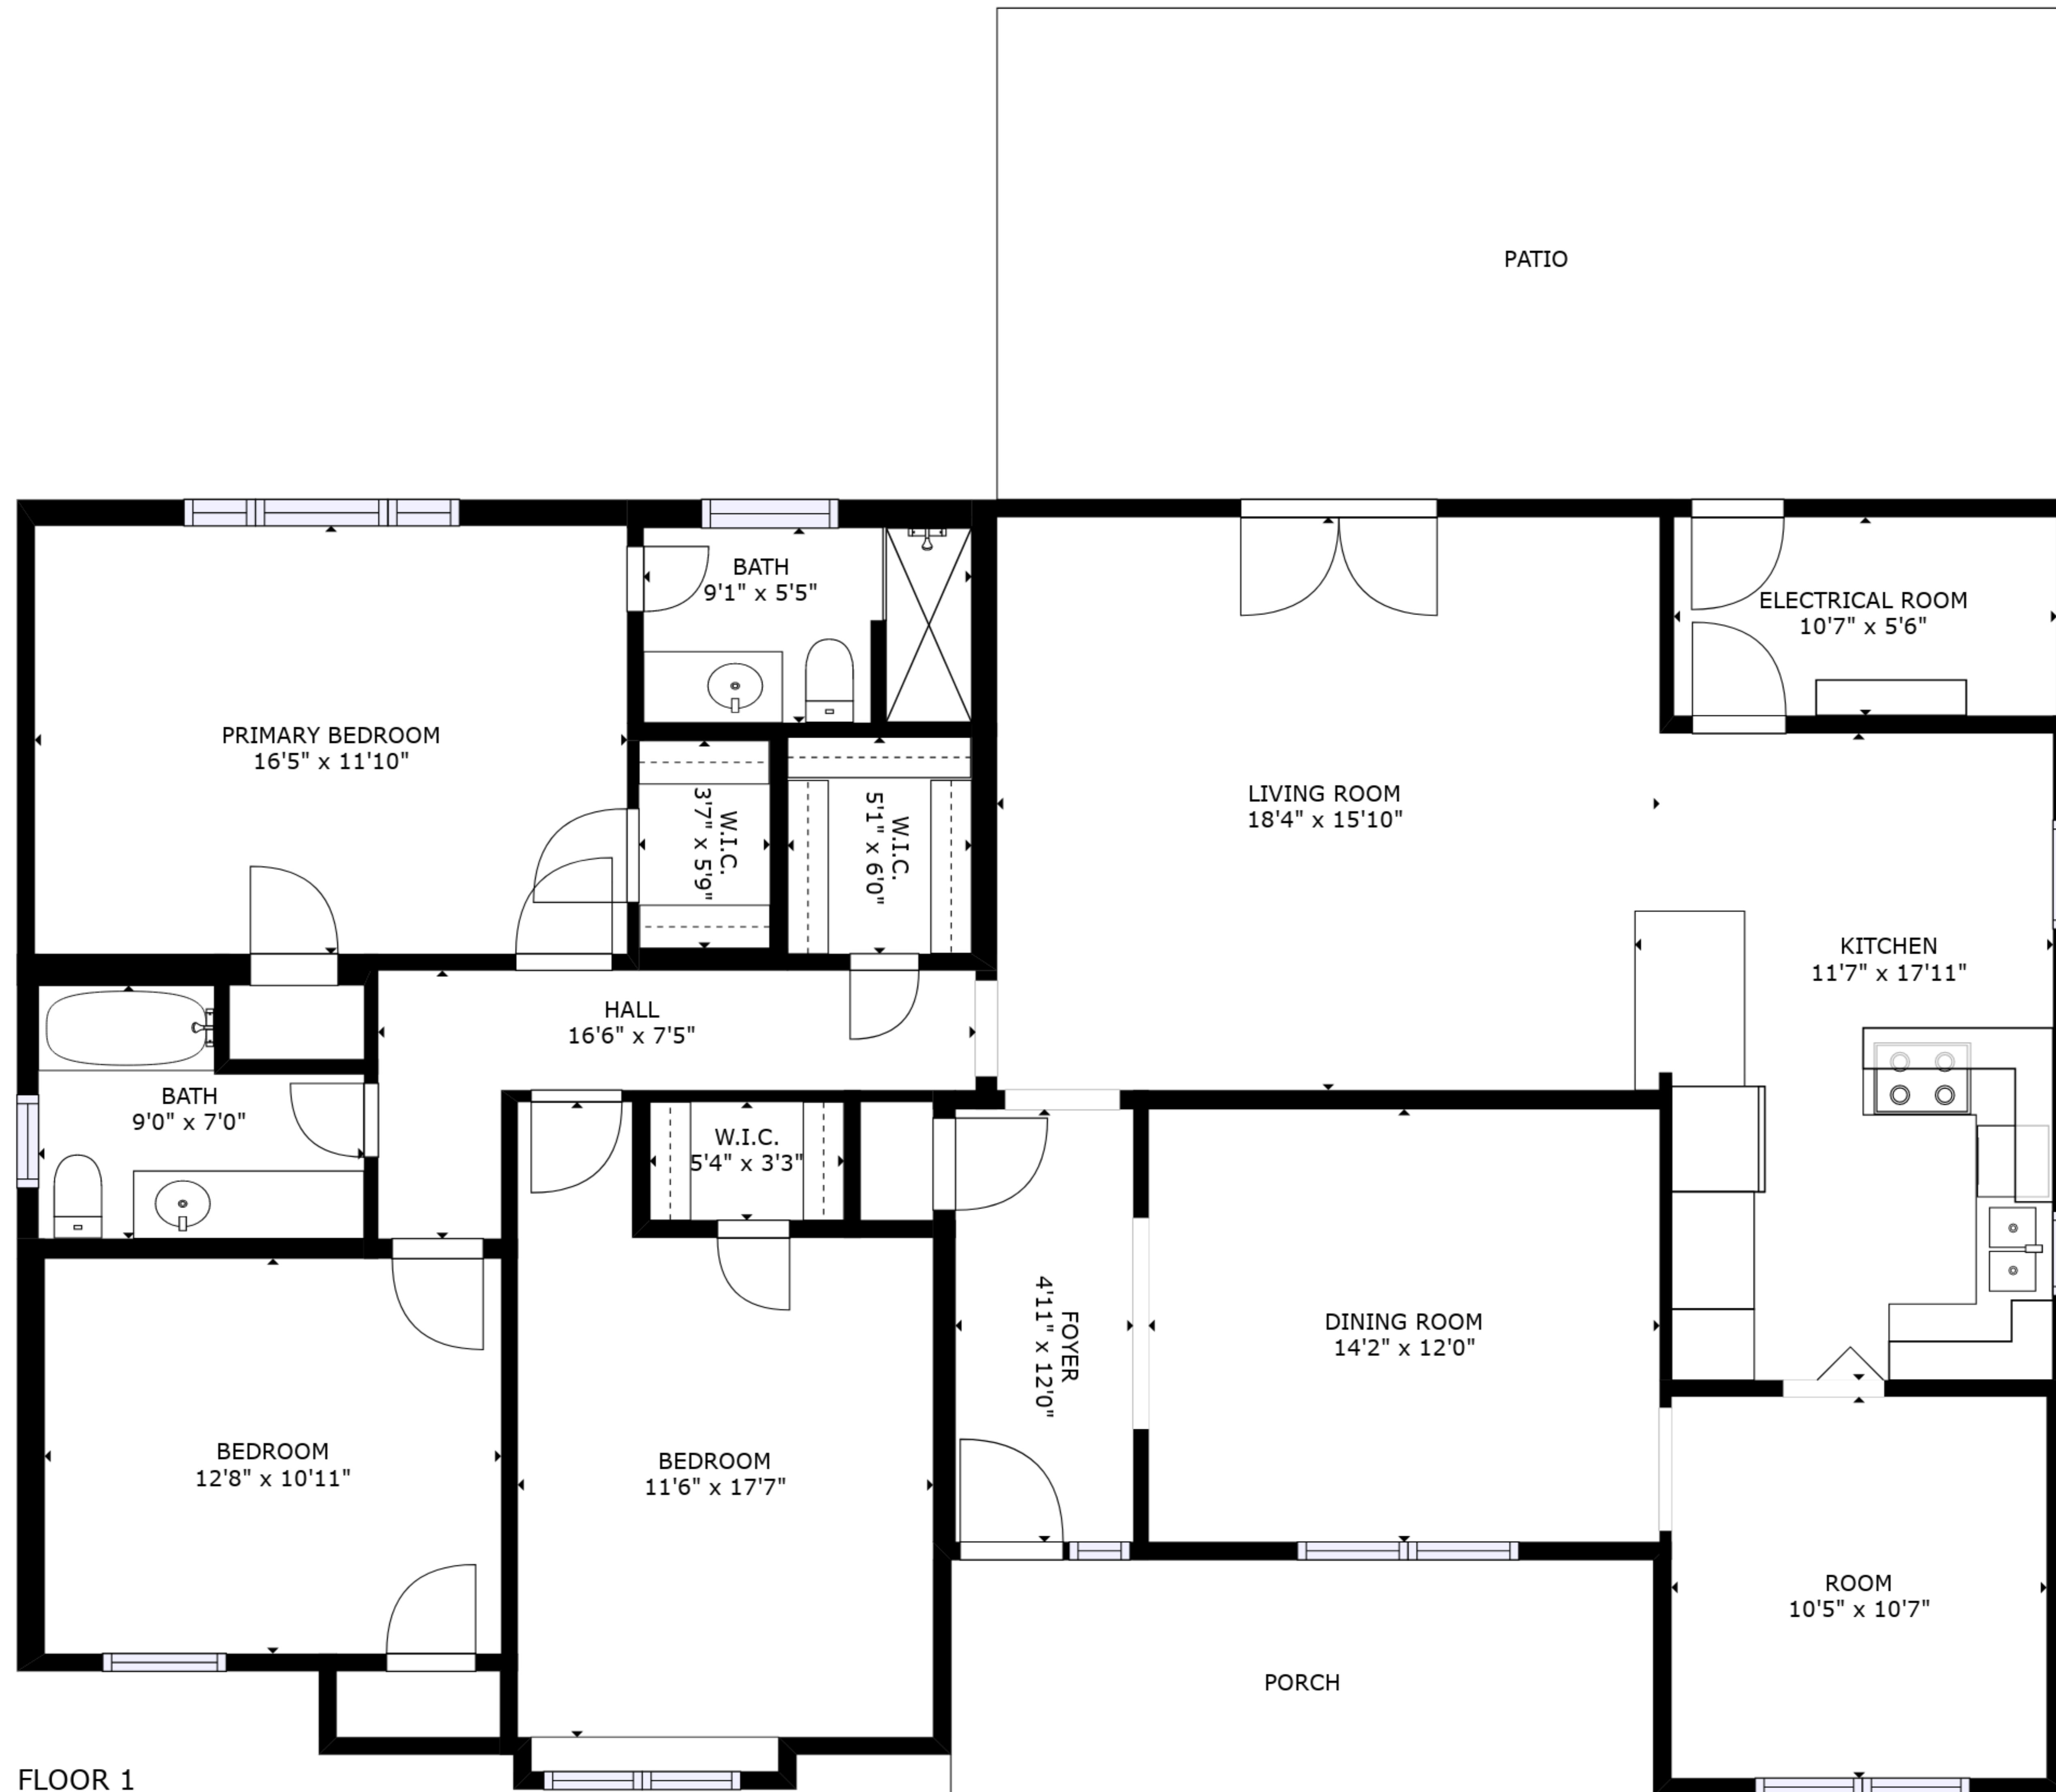 PATIO
BATH
9'1" x 5'5"
ELECTRICAL ROOM
10'7" x 5'6"
PRIMARY BEDROOM
16'5" x 11'10"
W.I.C.
3'7" x 5'9"
W.I.C.
5'1" x 6'0"
LIVING ROOM
18'4" x 15'10"
KITCHEN
11'7" x 17'11"
HALL
16'6" x 7'5"
BATH
9'0" x 7'0"
W.I.C.
5'4" x 3'3"
FOYER
4'11" x 12'0"
DINING ROOM
14'2" x 12'0"
BEDROOM
12'8" x 10'11"
BEDROOM
11'6" x 17'7"
ROOM
10'5" x 10'7"
PORCH
FLOOR 1